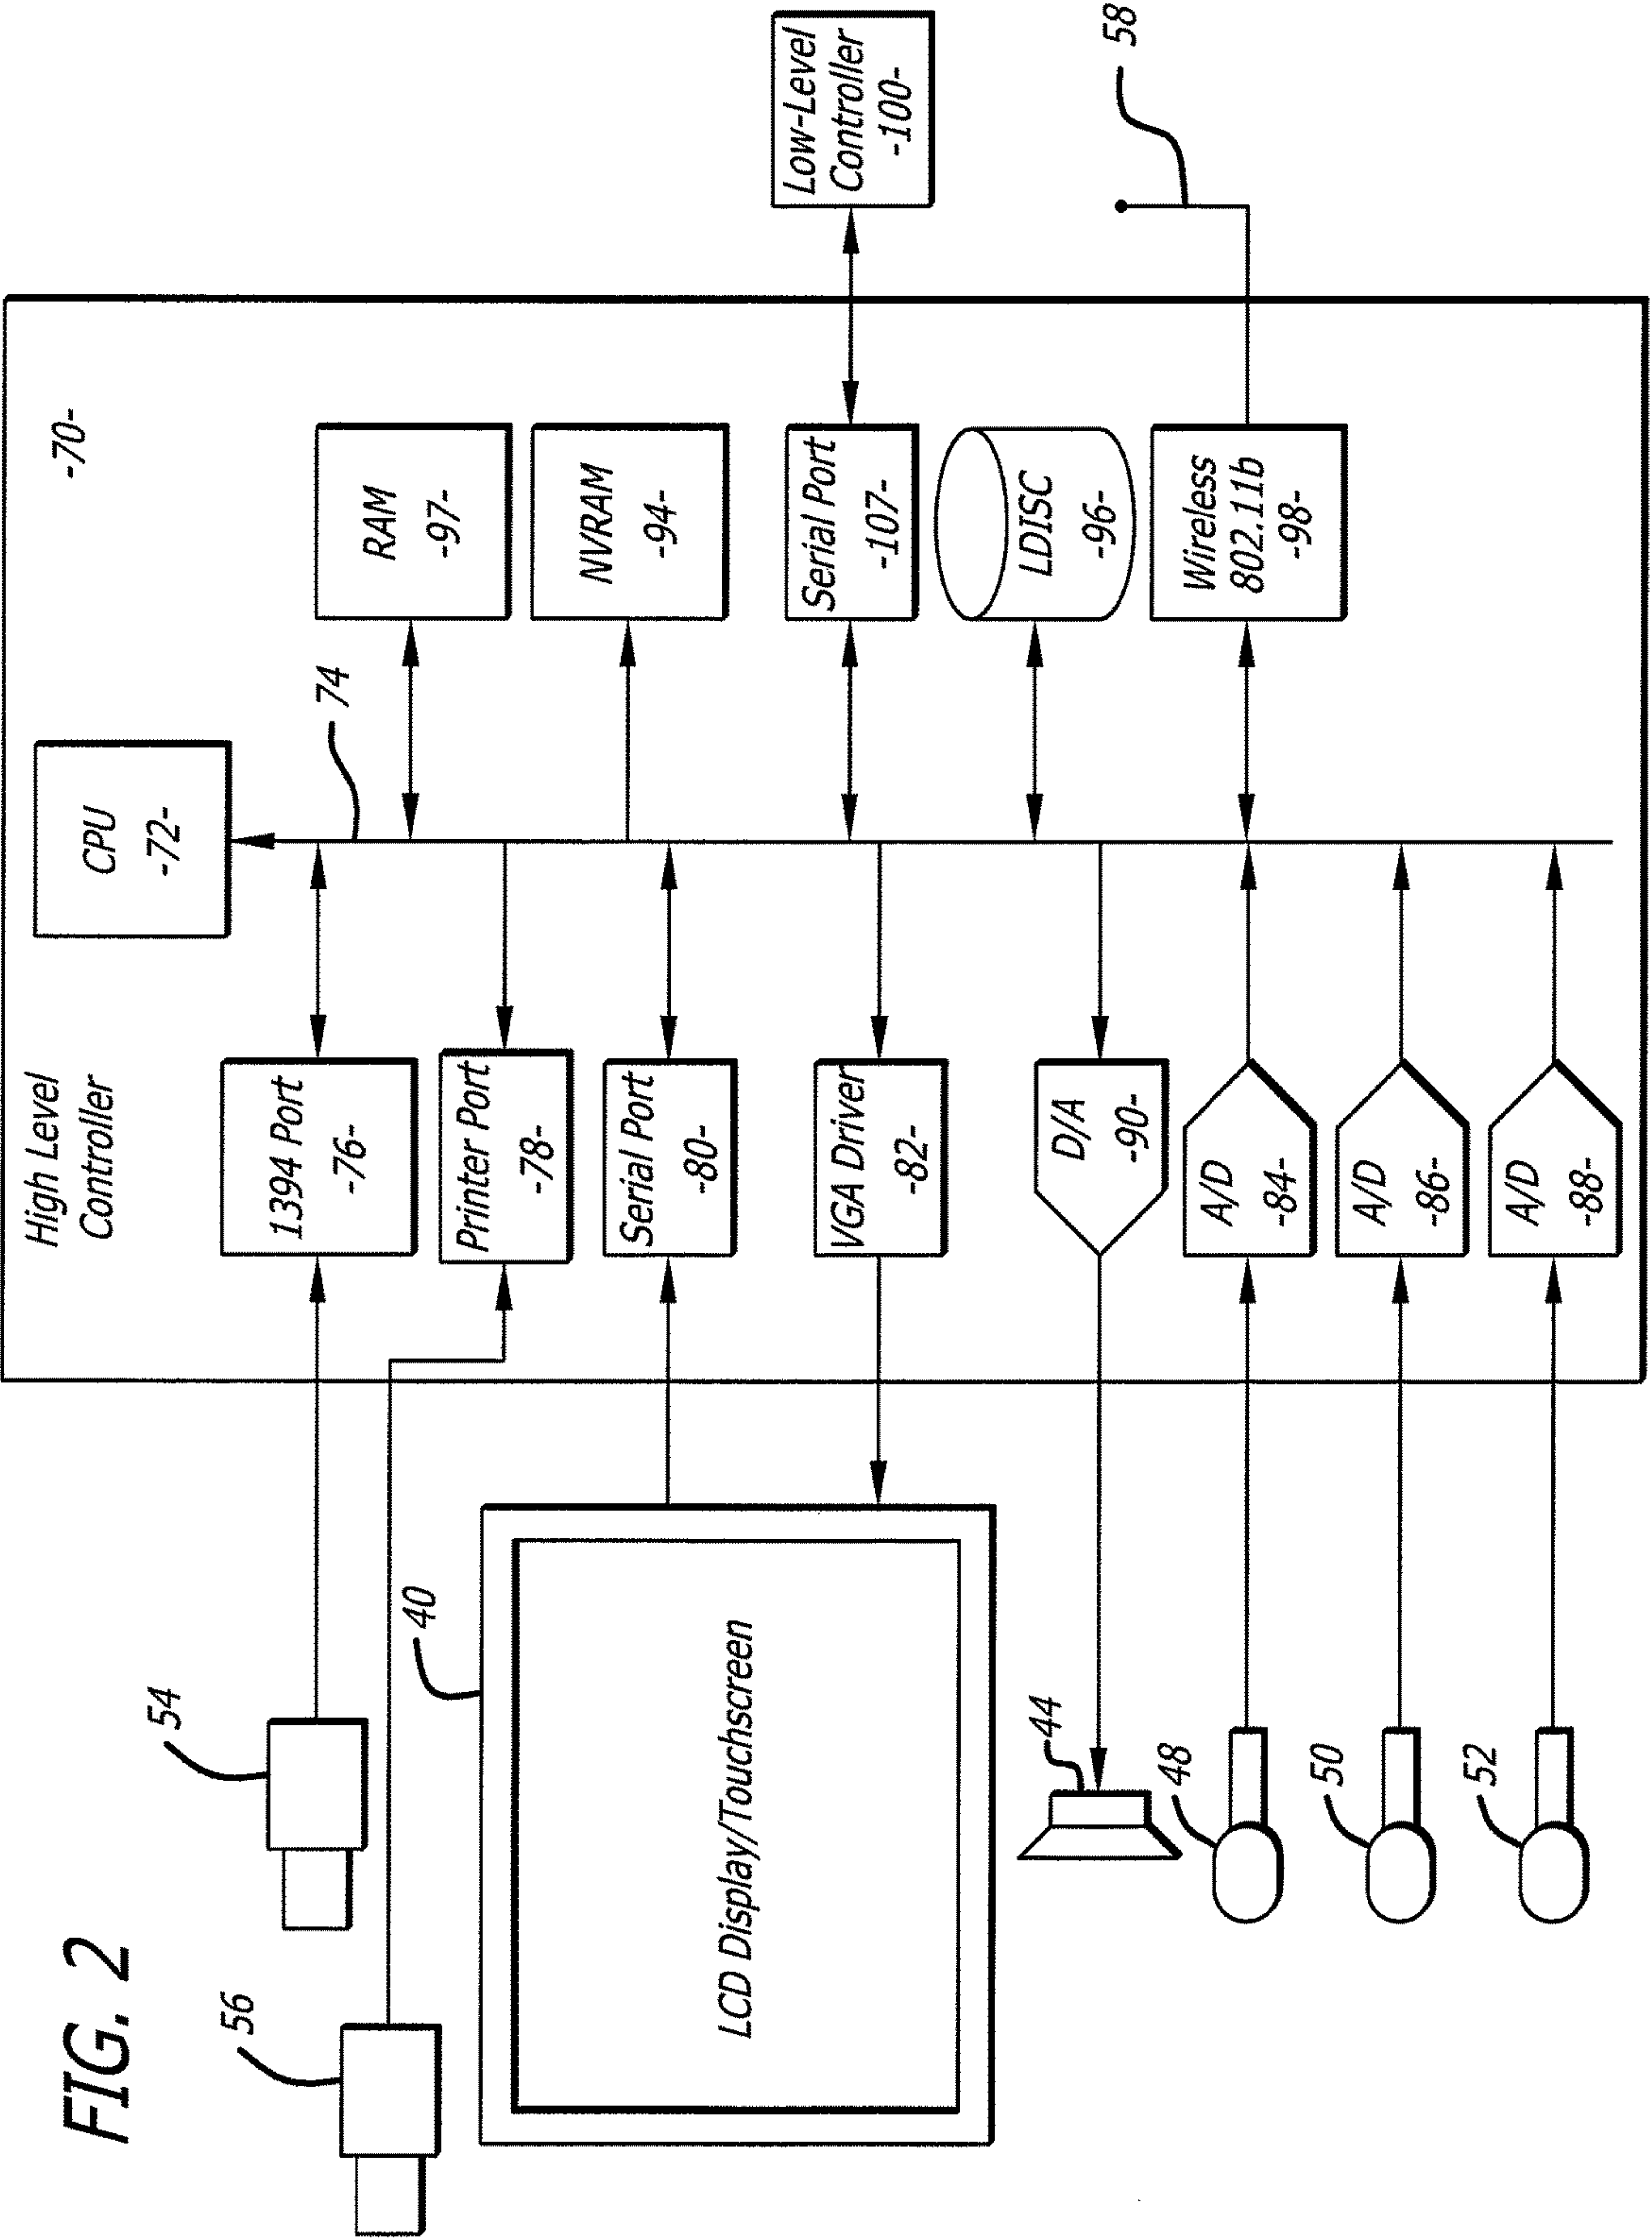 FIG. 2
High Level
Controller
-70-
CPU
-72-
74
1394 Port
-76-
Printer Port
-78-
Serial Port
-80-
VGA Driver
-82-
D/A
-90-
A/D
-84-
A/D
-86-
A/D
-88-
RAM
-97-
NVRAM
-94-
Serial Port
-107-
LDISC
-96-
Wireless
802.11b
-98-
Low-Level
Controller
-100-
58
54
56
40
LCD Display/Touchscreen
44
48
50
52